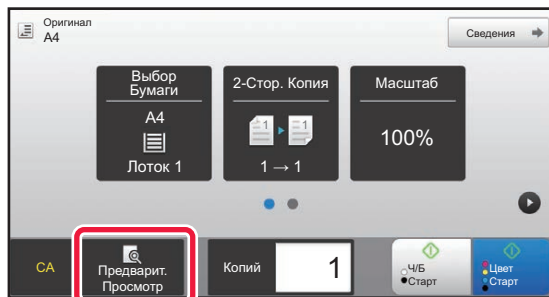 Оригинал
A4
Сведения
Выбор
Бумаги
A4
Лоток 1
2-Стор. Копия
1 1
1 → 1
Масштаб
100%
CA
Предварит.
Просмотр
Копий
1
Ч/Б
Старт
Цвет
Старт